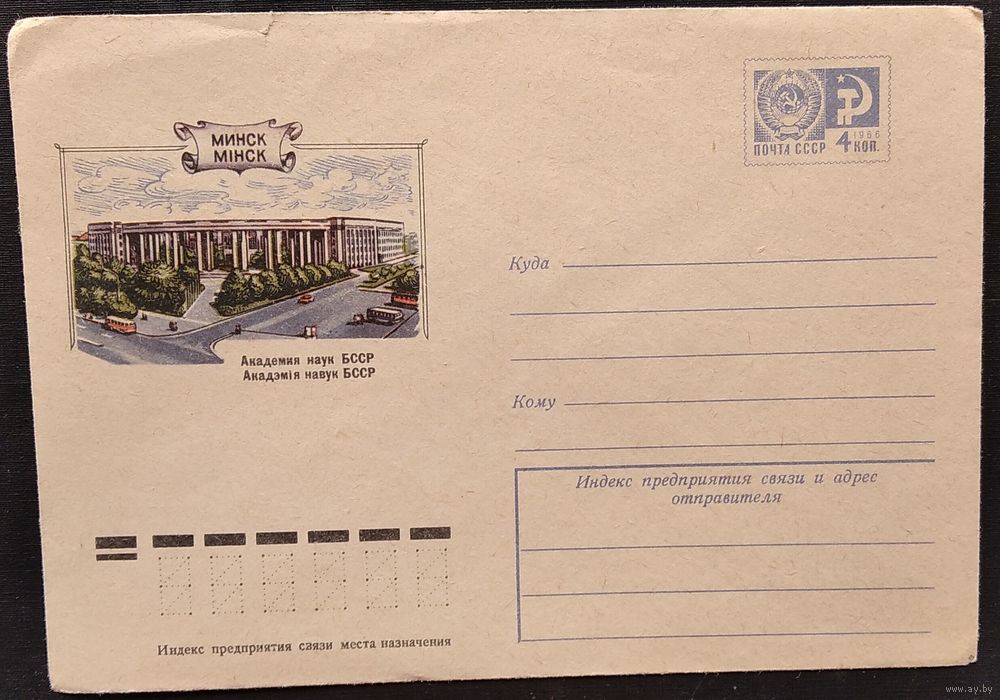 МИНСК
МІНСК
Академия наук БССР
Акадэмія навук БССР
1966
ПОЧТА СССР 4 КОП.
Куда
Кому
Индекс предприятия связи и адрес
отправителя
Индекс предприятия связи места назначения
www.ay.by